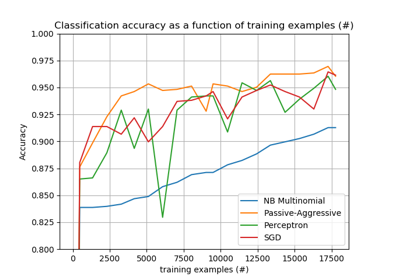 Classification accuracy as a function of training examples (#)
1.000
0.975
0.950
0.925
0.900
0.875
0.850
0.825
0.800
Accuracy
0 2500 5000 7500 10000 12500 15000 17500
training examples (#)
NB Multinomial
Passive-Aggressive
Perceptron
SGD